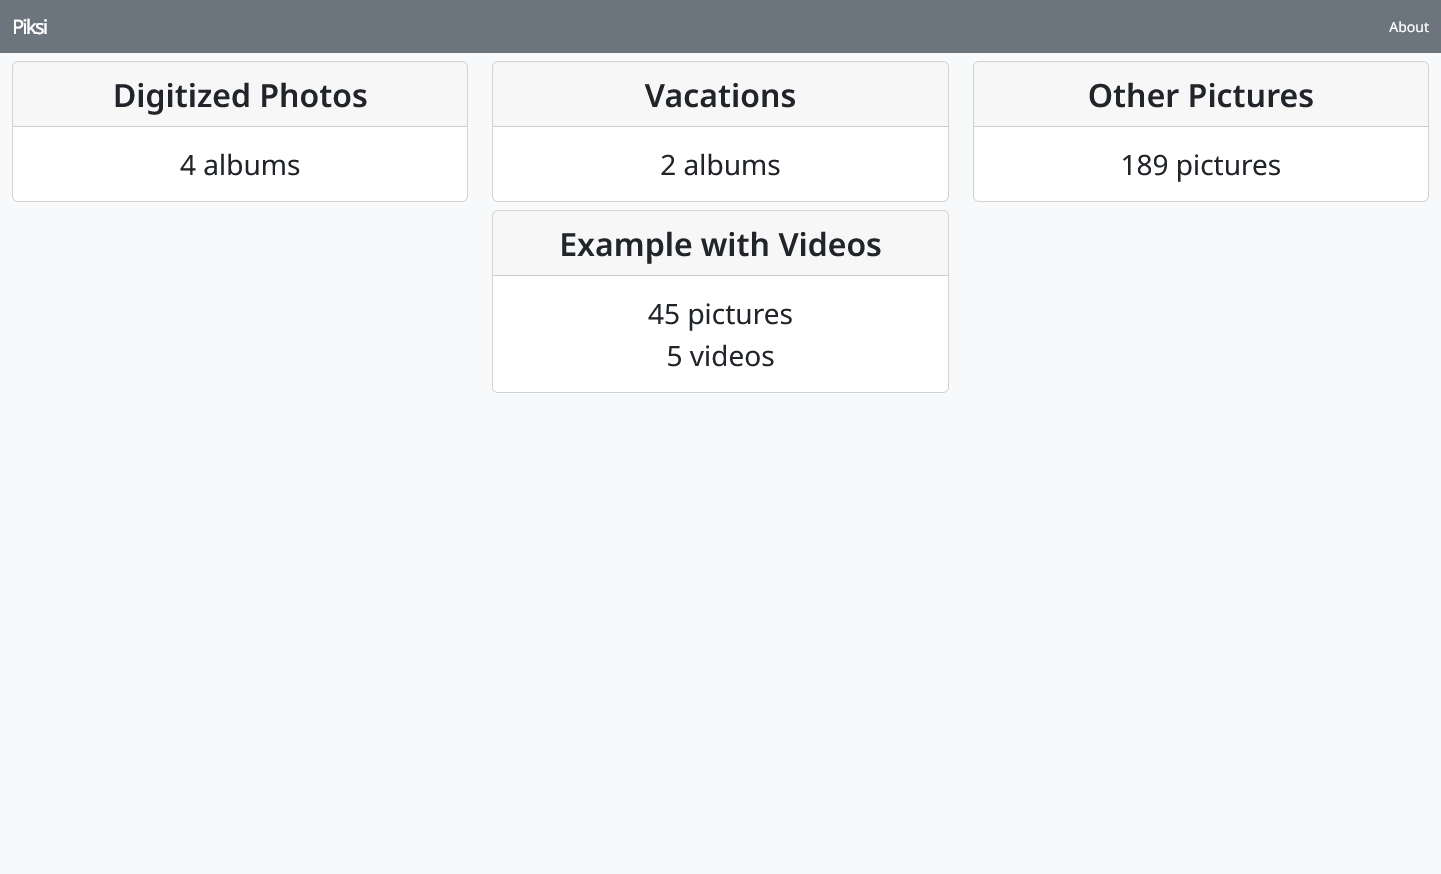 Piksi
About
Digitized Photos
4 albums
Vacations
2 albums
Other Pictures
189 pictures
Example with Videos
45 pictures
5 videos